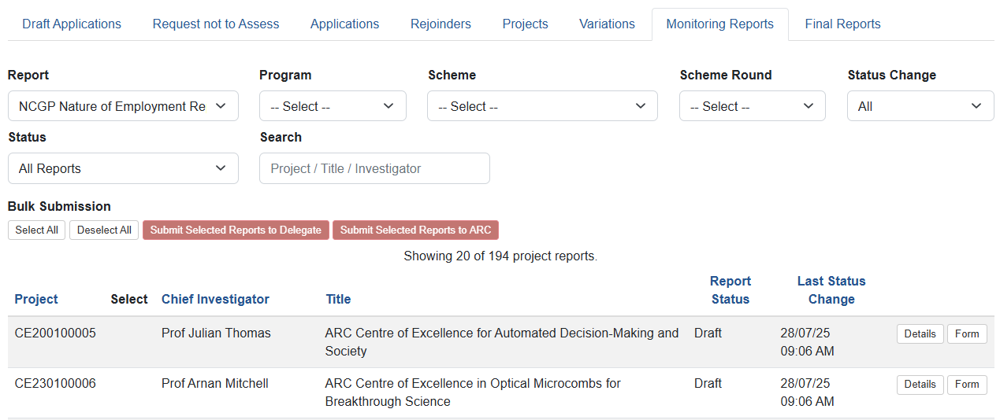 Draft Applications Request not to Assess Applications Rejoinders Projects Variations Monitoring Reports Final Reports
Report Program Scheme Scheme Round Status Change
NCGP Nature of Employment Re -- Select -- -- Select -- -- Select -- All
Status Search
All Reports Project / Title / Investigator
Bulk Submission
Select All Deselect All Submit Selected Reports to Delegate Submit Selected Reports to ARC
Showing 20 of 194 project reports.
Project Select Chief Investigator Title Report Status Last Status Change
CE200100005 Prof Julian Thomas ARC Centre of Excellence for Automated Decision-Making and Draft 28/07/25 Details Form
Society 09:06 AM
CE230100006 Prof Arnan Mitchell ARC Centre of Excellence in Optical Microcombs for Draft 28/07/25 Details Form
Breakthrough Science 09:06 AM